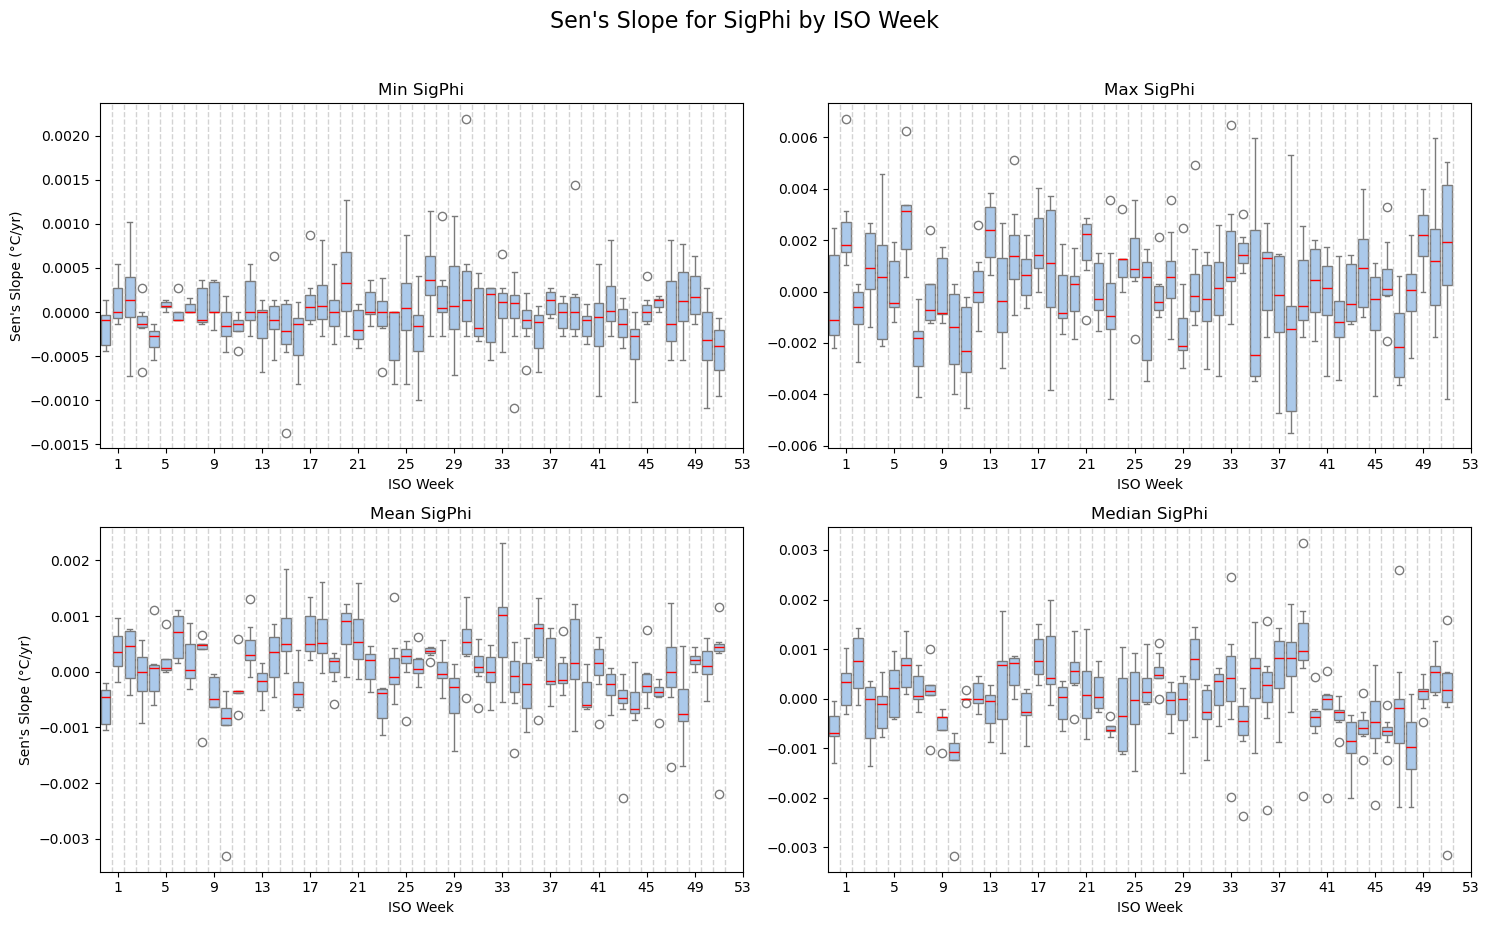 Sen's Slope for SigPhi by ISO Week
Min SigPhi
Sen's Slope (°C/yr)
0.0020
0.0015
0.0010
0.0005
0.0000
−0.0005
−0.0010
−0.0015
1 5 9 13 17 21 25 29 33 37 41 45 49 53
ISO Week
Max SigPhi
0.006
0.004
0.002
0.000
−0.002
−0.004
−0.006
1 5 9 13 17 21 25 29 33 37 41 45 49 53
ISO Week
Mean SigPhi
Sen's Slope (°C/yr)
0.002
0.001
0.000
−0.001
−0.002
−0.003
1 5 9 13 17 21 25 29 33 37 41 45 49 53
ISO Week
Median SigPhi
0.003
0.002
0.001
0.000
−0.001
−0.002
−0.003
1 5 9 13 17 21 25 29 33 37 41 45 49 53
ISO Week